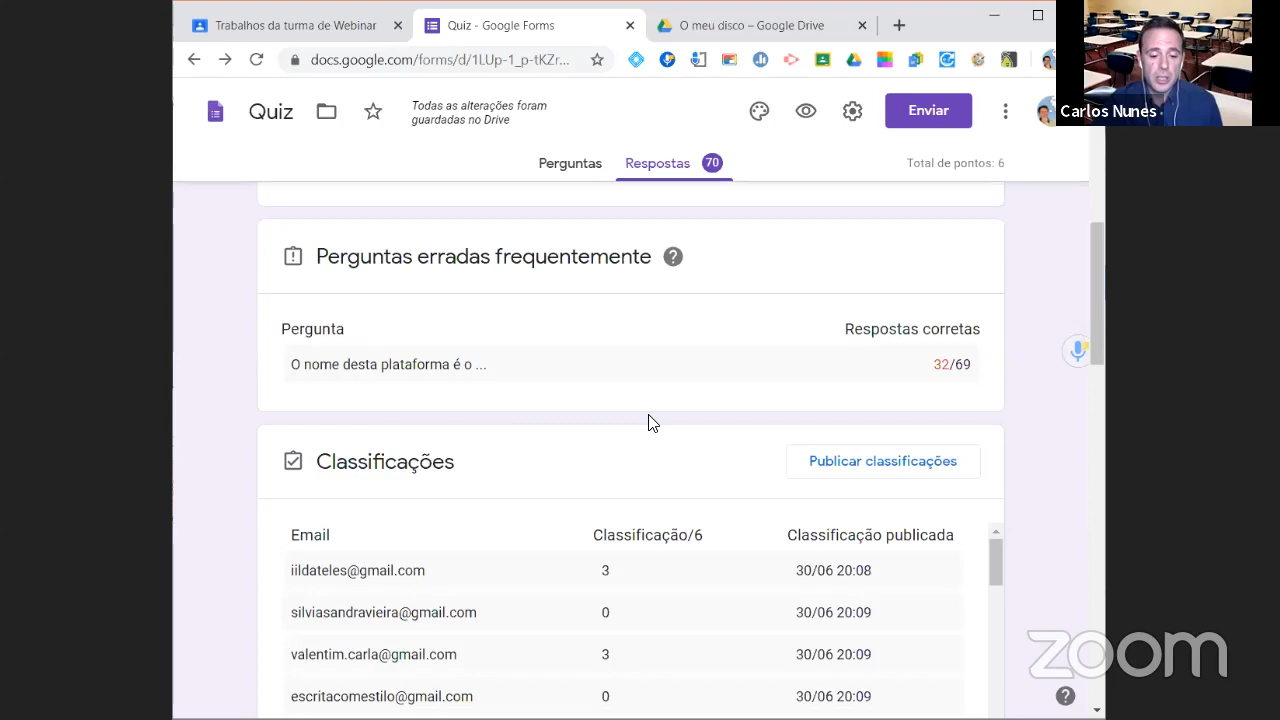 Trabalhos da turma de Webinar
Quiz - Google Forms
O meu disco – Google Drive
docs.google.com/forms/d/1LUp-1_p-tKZr...
Carlos Nunes
Quiz
Todas as alterações foram
guardadas no Drive
Enviar
Perguntas
Respostas 70
Total de pontos: 6
Perguntas erradas frequentemente
Pergunta
Respostas corretas
O nome desta plataforma é o ...
32/69
Classificações
Publicar classificações
Email
Classificação/6
Classificação publicada
iildateles@gmail.com
3
30/06 20:08
silviasandravieira@gmail.com
0
30/06 20:09
valentim.carla@gmail.com
3
30/06 20:09
escritacomestilo@gmail.com
0
30/06 20:09
zoom